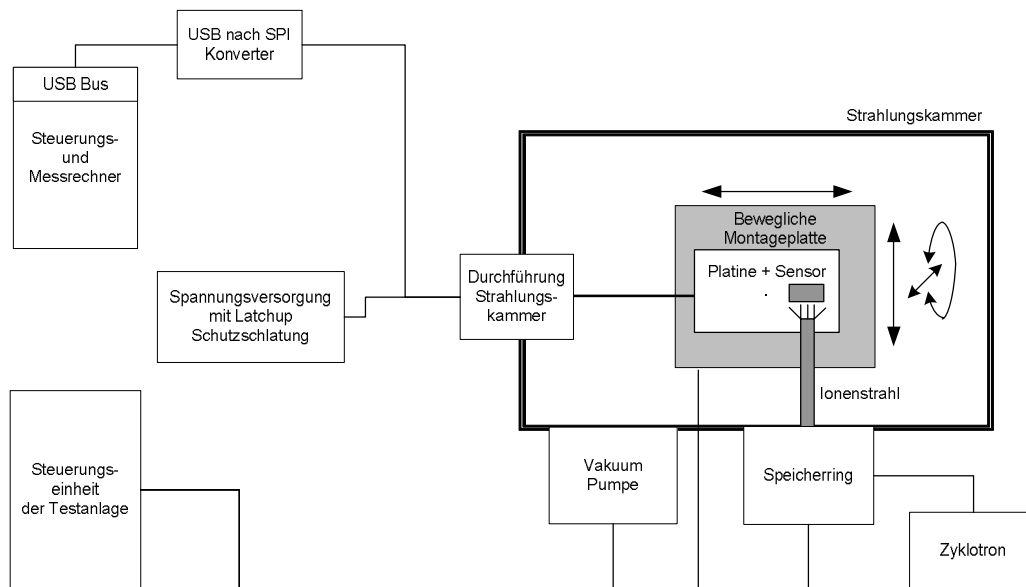 USB nach SPI
Konverter
USB Bus
Steuerungs-
und
Messrechner
Strahlungskammer
Bewegliche
Montageplatte
Platine + Sensor
Durchführung
Strahlungs-
kammer
Spannungsversorgung
mit Latchup
Schutzschlatung
Ionenstrahl
Steuerungs-
einheit
der Testanlage
Vakuum
Pumpe
Speicherring
Zyklotron